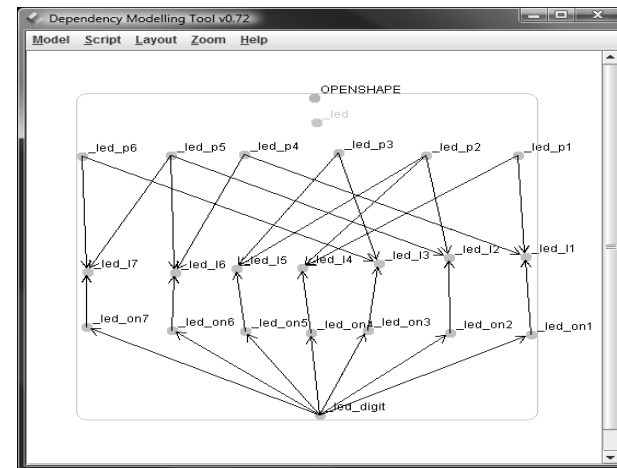 Dependency Modelling Tool v0.72
Model Script Layout Zoom Help
OPENSHAPE
_led
_led_p6 _led_p5 _led_p4 _led_p3 _led_p2 _led_p1
_led_l7 _led_l6 _led_l5 _led_l4 _led_l3 _led_l2 _led_l1
_led_on7 _led_on6 _led_on5 _led_on4 _led_on3 _led_on2 _led_on1
_led_digit